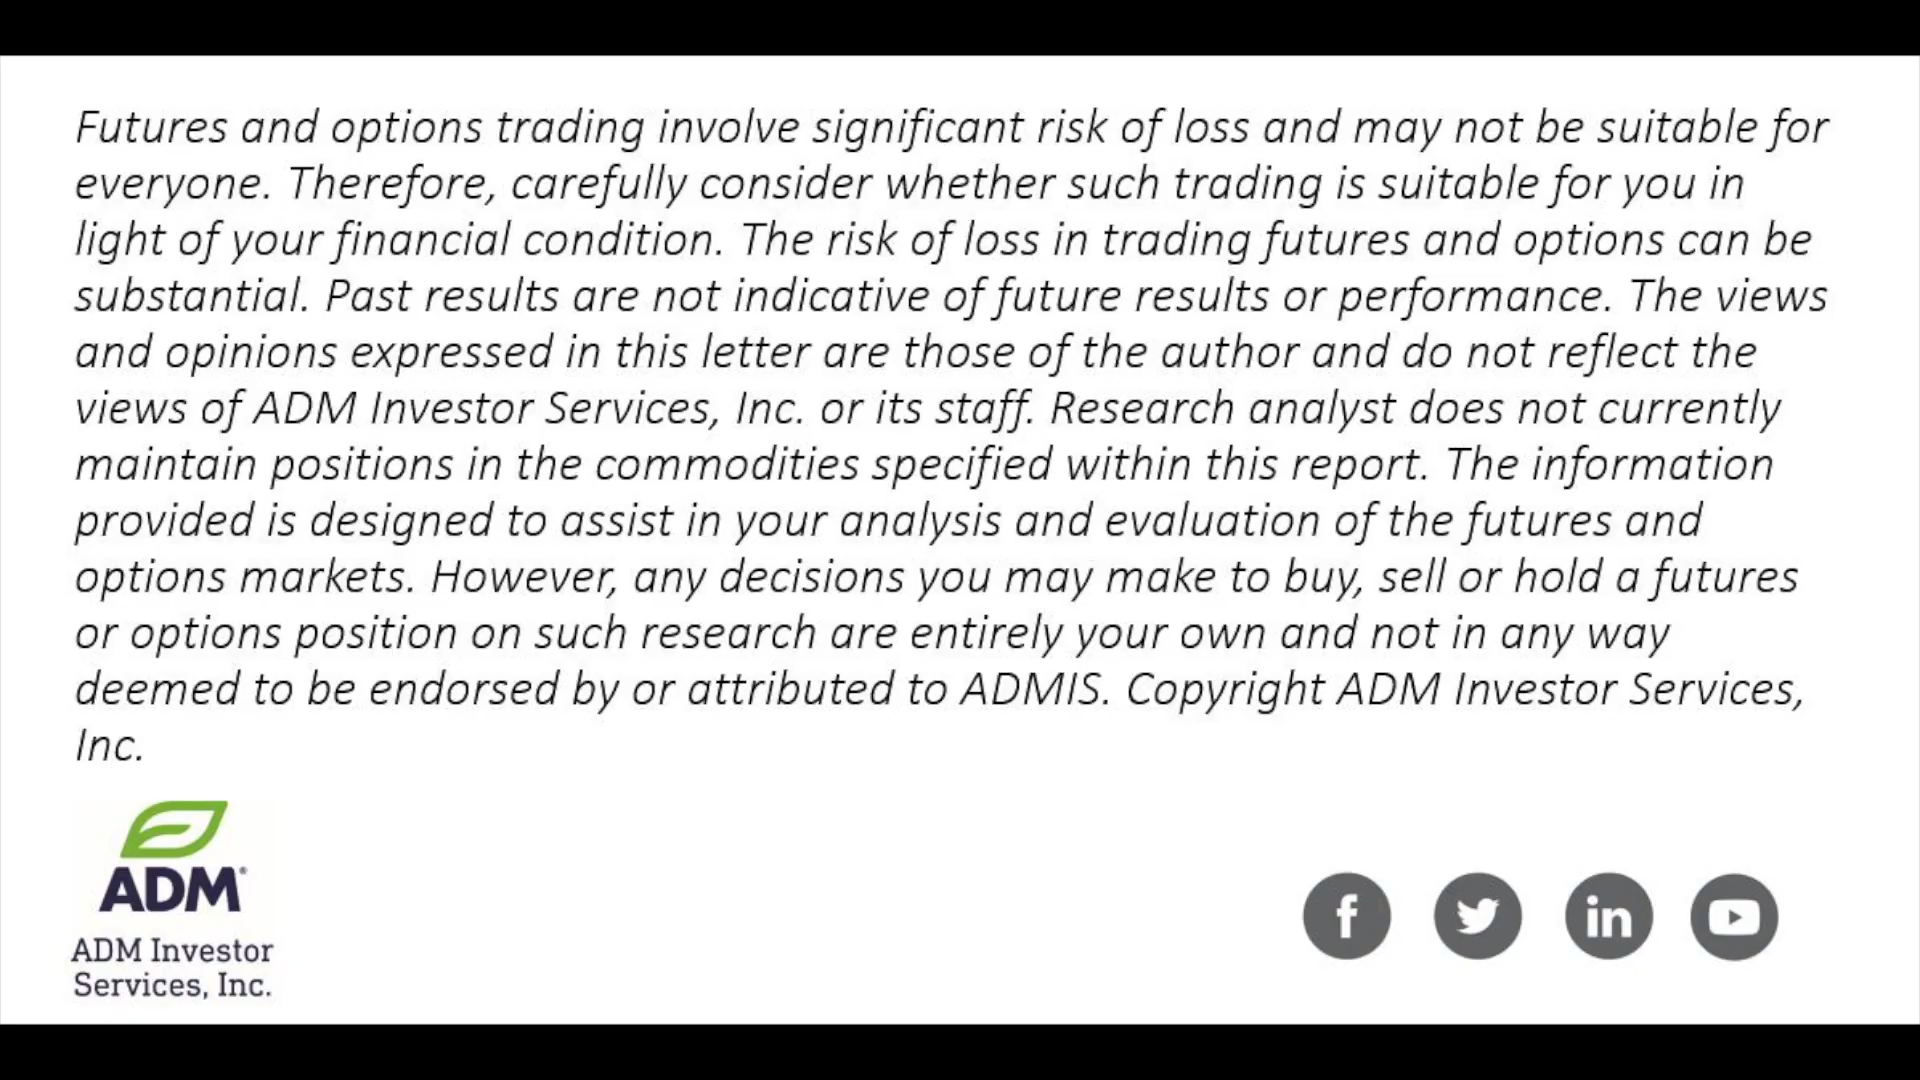 Futures and options trading involve significant risk of loss and may not be suitable for
everyone. Therefore, carefully consider whether such trading is suitable for you in
light of your financial condition. The risk of loss in trading futures and options can be
substantial. Past results are not indicative of future results or performance. The views
and opinions expressed in this letter are those of the author and do not reflect the
views of ADM Investor Services, Inc. or its staff. Research analyst does not currently
maintain positions in the commodities specified within this report. The information
provided is designed to assist in your analysis and evaluation of the futures and
options markets. However, any decisions you may make to buy, sell or hold a futures
or options position on such research are entirely your own and not in any way
deemed to be endorsed by or attributed to ADMIS. Copyright ADM Investor Services,
Inc.
ADM®
ADM Investor
Services, Inc.
f
in